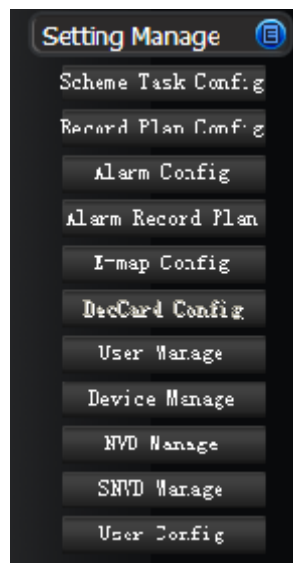 Setting Manage
Scheme Task Config
Record Plan Config
Alarm Config
Alarm Record Plan
E-map Config
DecCard Config
User Manage
Device Manage
NVD Manage
SNVD Manage
User Config